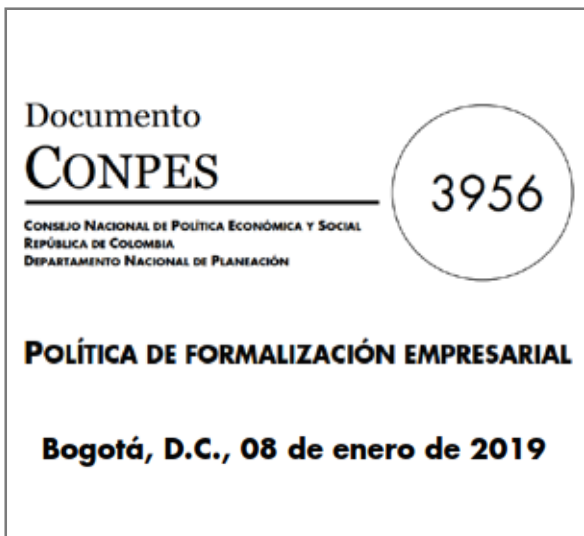 Documento
CONPES
3956
CONSEJO NACIONAL DE POLÍTICA ECONÓMICA Y SOCIAL
REPÚBLICA DE COLOMBIA
DEPARTAMENTO NACIONAL DE PLANEACIÓN
POLÍTICA DE FORMALIZACIÓN EMPRESARIAL
Bogotá, D.C., 08 de enero de 2019